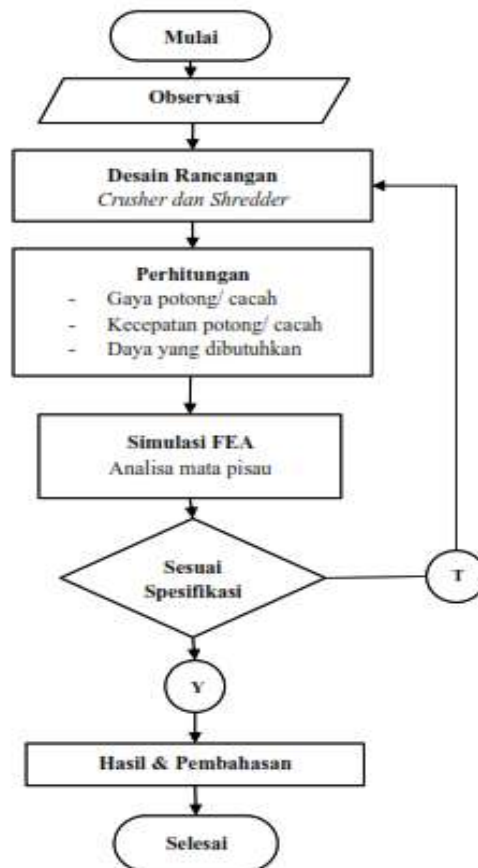 Mulai
Observasi
Desain Rancangan
Crusher dan Shredder
Perhitungan
- Gaya potong/ cacah
- Kecepatan potong/ cacah
- Daya yang dibutuhkan
Simulasi FEA
Analisa mata pisau
Sesuai
Spesifikasi
T
Y
Hasil & Pembahasan
Selesai